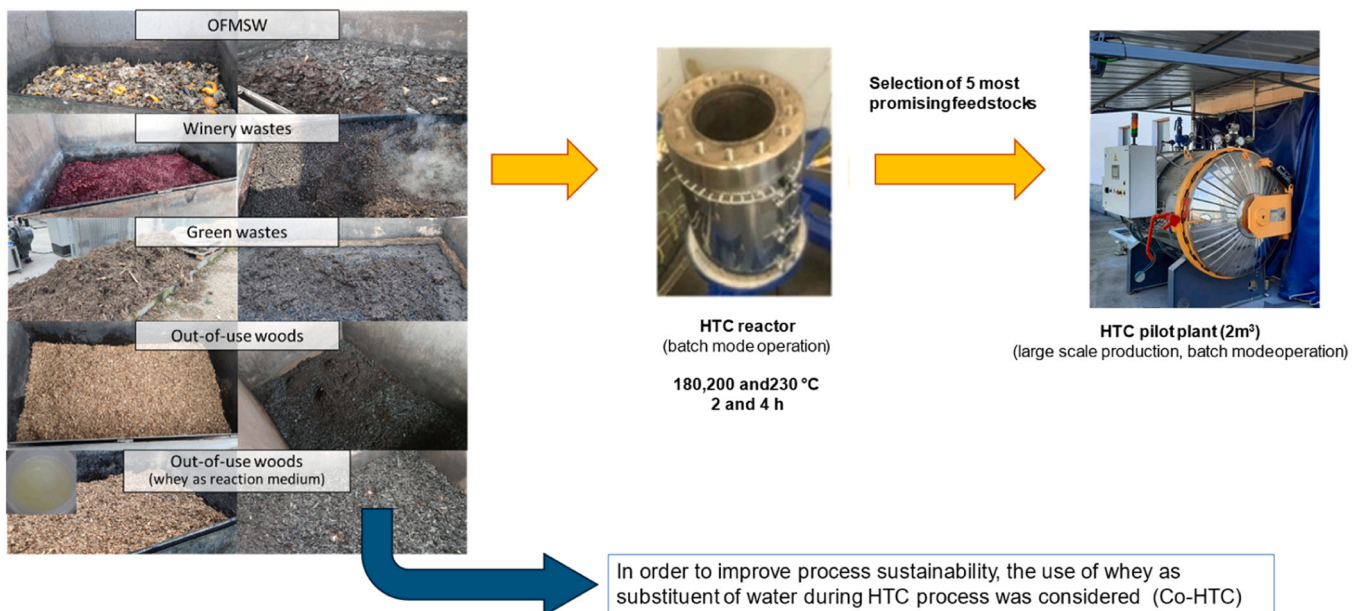 OFMSW
Winery wastes
Green wastes
Out-of-use woods
Out-of-use woods
(whey as reaction medium)
HTC reactor
(batch mode operation)
180,200 and230 °C
2 and 4 h
Selection of 5 most
promising feedstocks
HTC pilot plant (2m³)
(large scale production, batch modeoperation)
In order to improve process sustainability, the use of whey as
substituent of water during HTC process was considered (Co-HTC)